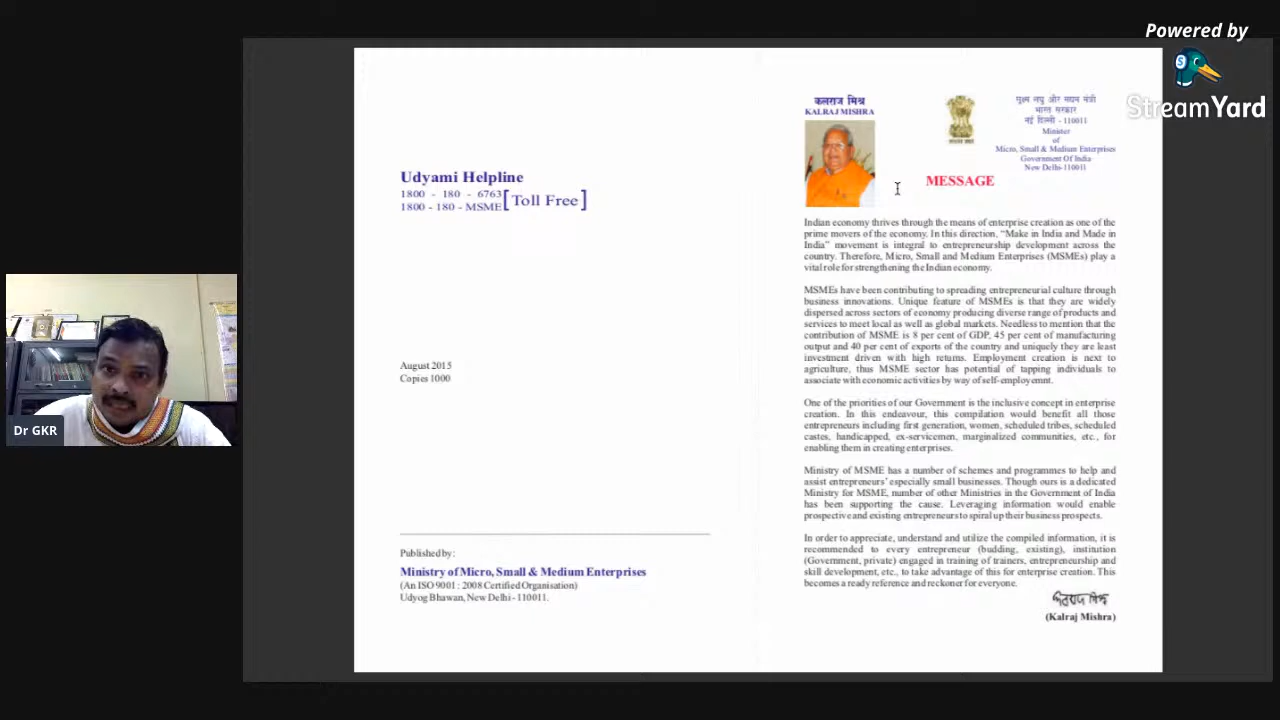 Powered by
StreamYard
Dr GKR
Udyami Helpline
1800 - 180 - 6763
1800 - 180 - MSME
[Toll Free]
August 2015
Copies 1000
Published by:
Ministry of Micro, Small & Medium Enterprises
(An ISO 9001 : 2008 Certified Organisation)
Udyog Bhawan, New Delhi - 110011.
कलराज मिश्र
KALRAJ MISHRA
सूक्ष्म लघु और मध्यम मंत्री
भारत सरकार
नई दिल्ली - 110011
Minister
of
Micro, Small & Medium Enterprises
Government Of India
New Delhi-110011
MESSAGE
Indian economy thrives through the means of enterprise creation as one of the
prime movers of the economy. In this direction, “Make in India and Made in
India” movement is integral to entrepreneurship development across the
country. Therefore, Micro, Small and Medium Enterprises (MSMEs) play a
vital role for strengthening the Indian economy.
MSMEs have been contributing to spreading entrepreneurial culture through
business innovations. Unique feature of MSMEs is that they are widely
dispersed across sectors of economy producing diverse range of products and
services to meet local as well as global markets. Needless to mention that the
contribution of MSME is 8 per cent of GDP, 45 per cent of manufacturing
output and 40 per cent of exports of the country and uniquely they are least
investment driven with high returns. Employment creation is next to
agriculture, thus MSME sector has potential of tapping individuals to
associate with economic activities by way of self-employemnt.
One of the priorities of our Government is the inclusive concept in enterprise
creation. In this endeavour, this compilation would benefit all those
entrepreneurs including first generation, women, scheduled tribes, scheduled
castes, handicapped, ex-servicemen, marginalized communities, etc., for
enabling them in creating enterprises.
Ministry of MSME has a number of schemes and programmes to help and
assist entrepreneurs’ especially small businesses. Though ours is a dedicated
Ministry for MSME, number of other Ministries in the Government of India
has been supporting the cause. Leveraging information would enable
prospective and existing entrepreneurs to spiral up their business prospects.
In order to appreciate, understand and utilize the compiled information, it is
recommended to every entrepreneur (budding, existing), institution
(Government, private) engaged in training of trainers, entrepreneurship and
skill development, etc., to take advantage of this for enterprise creation. This
becomes a ready reference and reckoner for everyone.
कलराज मिश्र
(Kalraj Mishra)